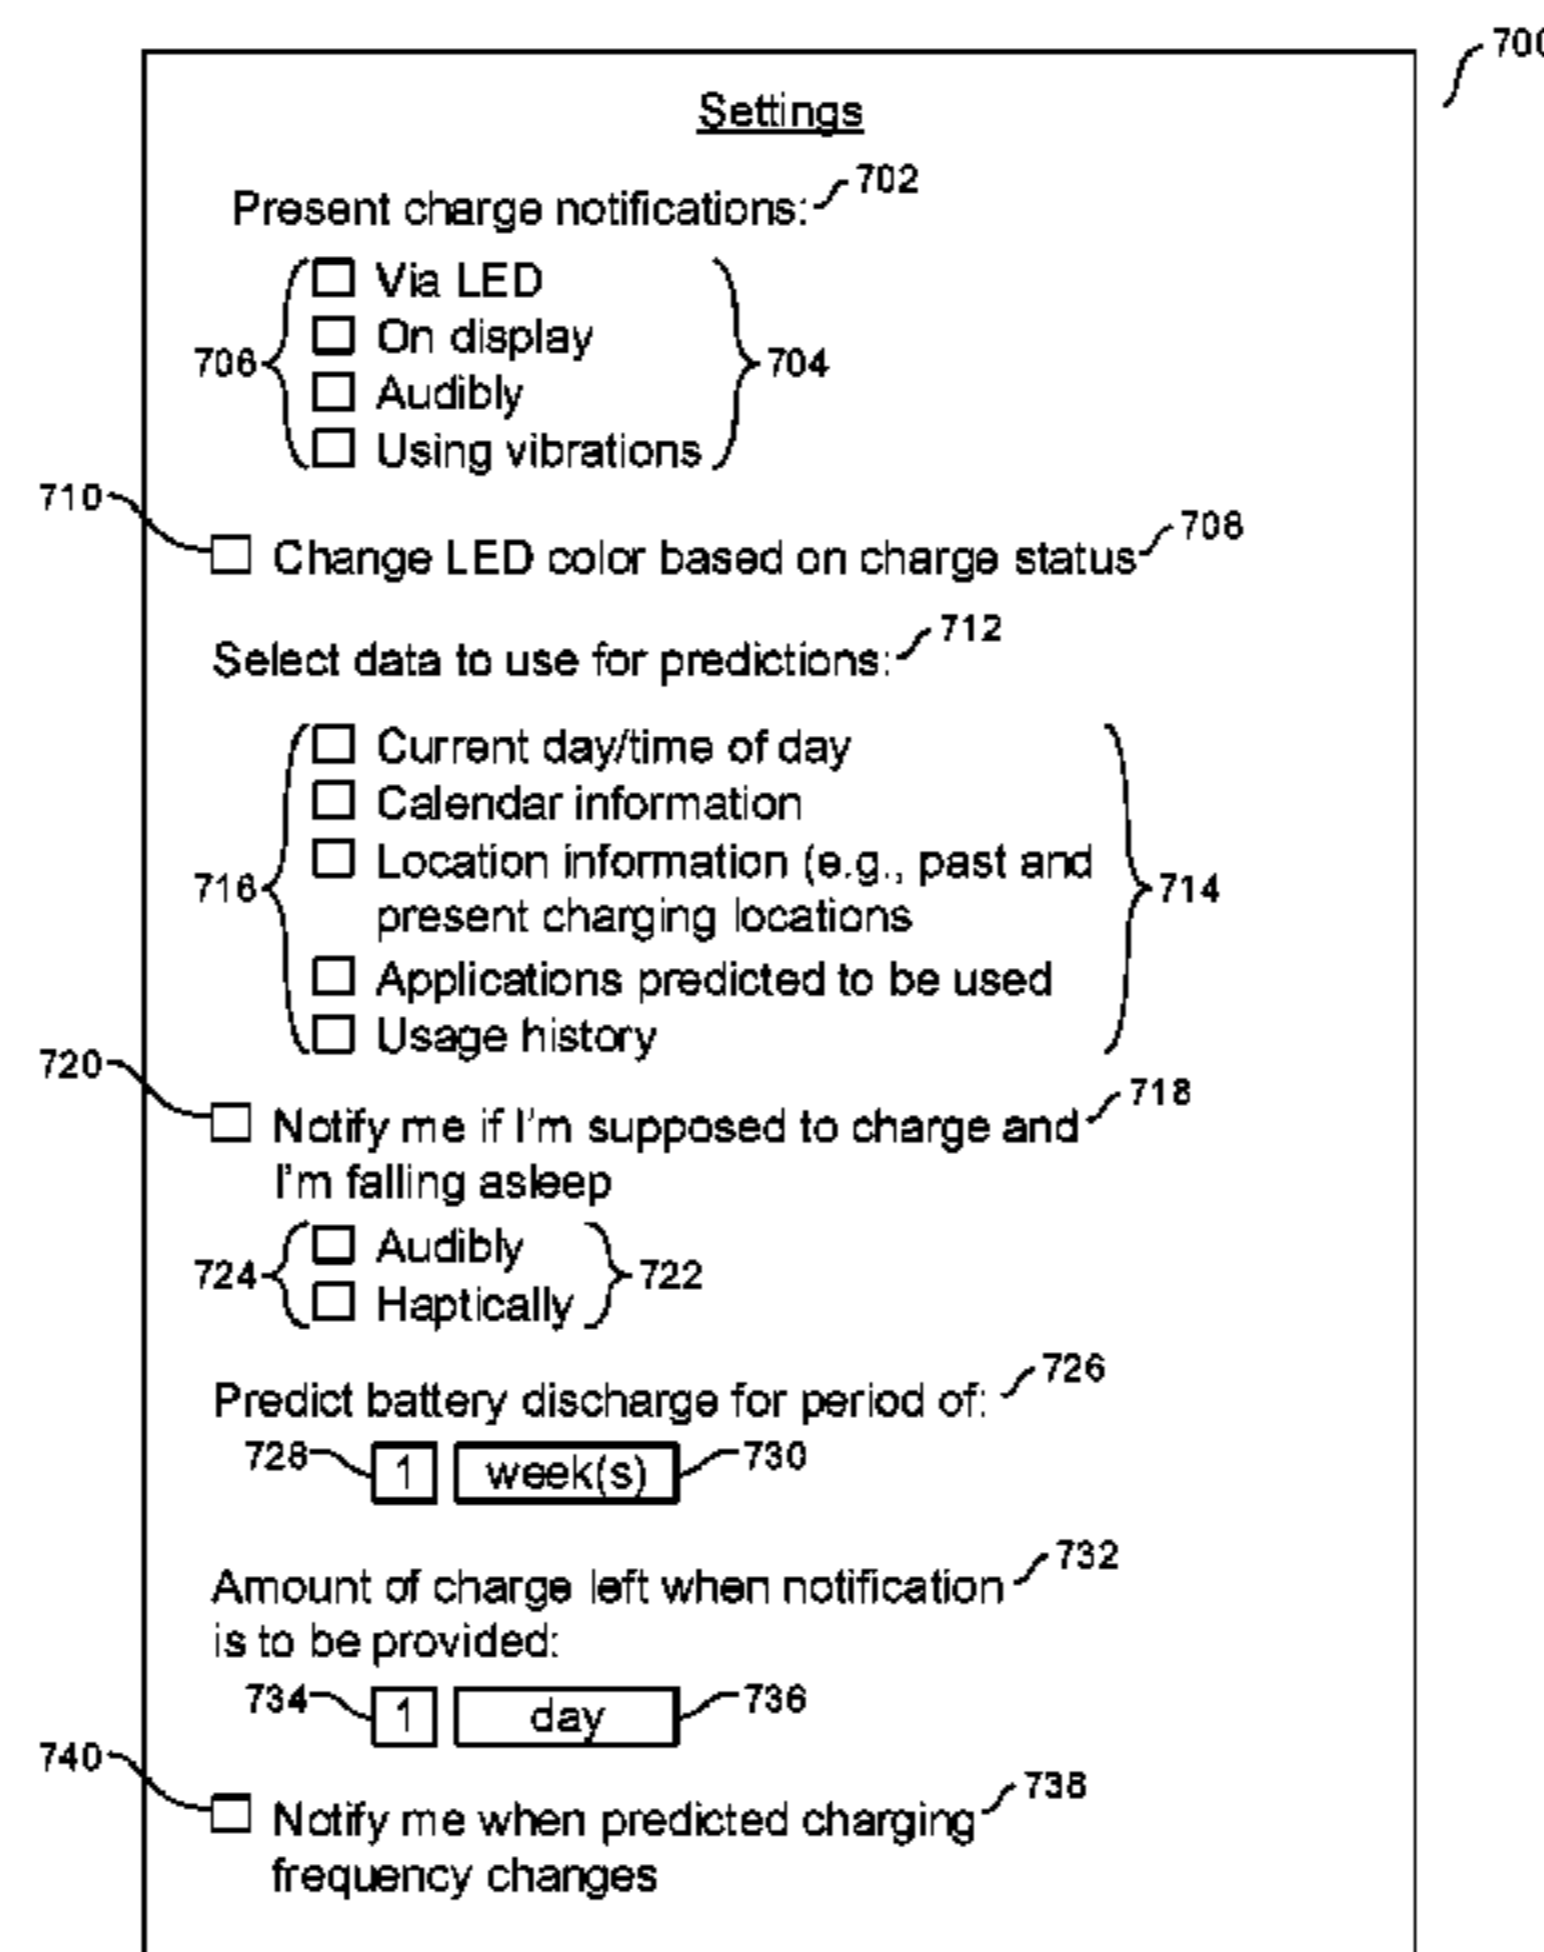 700
Settings
Present charge notifications: 702
Via LED
On display
706 704
Audibly
Using vibrations
710
Change LED color based on charge status 708
Select data to use for predictions: 712
Current day/time of day
Calendar information
Location information (e.g., past and
716 714
present charging locations
Applications predicted to be used
Usage history
720
Notify me if I'm supposed to charge and 718
I'm falling asleep
Audibly
724 722
Haptically
Predict battery discharge for period of: 726
728 1 week(s) 730
Amount of charge left when notification 732
is to be provided:
734 1 day 736
740
Notify me when predicted charging 738
frequency changes